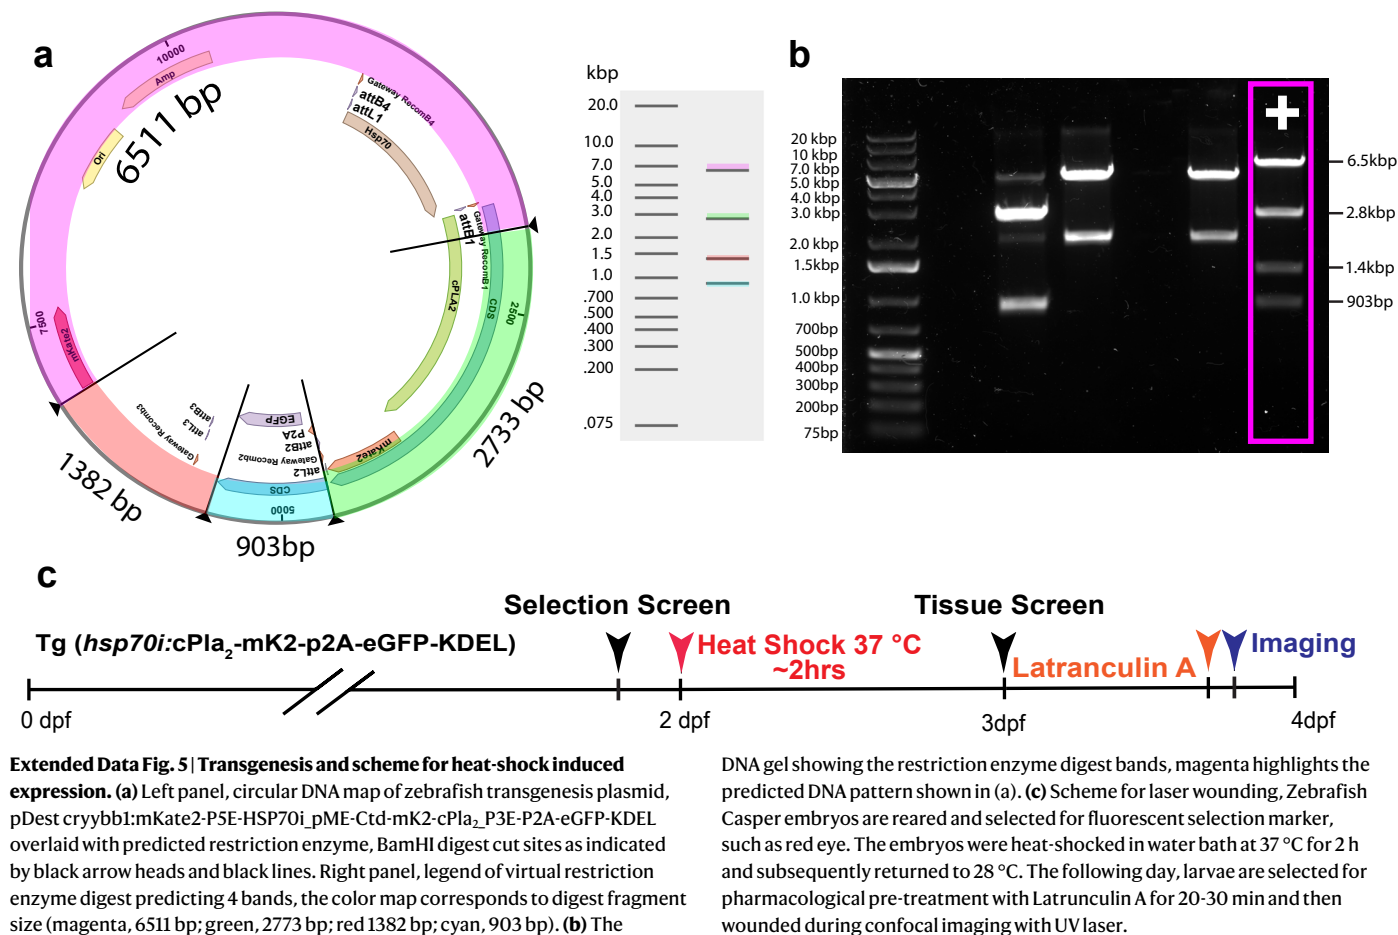 a
10000
Amp
6511 bp
Ori
Gateway RecomB4
attB4
attL1
Hsp70
attB1
Gateway RecomB1
cPLA2
CDS
2500
2733 bp
mKate2
attL2
Gateway Recomb2
attB2
P2A
EGFP
CDS
5000
903bp
attB3
attL3
Gateway Recomb3
1382 bp
mKate2
7500
kbp
20.0
10.0
7.0
5.0
4.0
3.0
2.0
1.5
1.0
.700
.500
.400
.300
.200
.075
b
20 kbp
10 kbp
7.0 kbp
5.0 kbp
4.0 kbp
3.0 kbp
2.0 kbp
1.5kbp
1.0 kbp
700bp
500bp
400bp
300bp
200bp
75bp
+
6.5kbp
2.8kbp
1.4kbp
903bp
c
Selection Screen
Tissue Screen
Tg (hsp70i:cPla2-mK2-p2A-eGFP-KDEL)
Heat Shock 37 °C
~2hrs
Latranculin A
Imaging
0 dpf
2 dpf
3dpf
4dpf
Extended Data Fig. 5 | Transgenesis and scheme for heat-shock induced
expression. (a) Left panel, circular DNA map of zebrafish transgenesis plasmid,
pDest cryybb1:mKate2-P5E-HSP70i_pME-Ctd-mK2-cPla2_P3E-P2A-eGFP-KDEL
overlaid with predicted restriction enzyme, BamHI digest cut sites as indicated
by black arrow heads and black lines. Right panel, legend of virtual restriction
enzyme digest predicting 4 bands, the color map corresponds to digest fragment
size (magenta, 6511 bp; green, 2773 bp; red 1382 bp; cyan, 903 bp). (b) The
DNA gel showing the restriction enzyme digest bands, magenta highlights the
predicted DNA pattern shown in (a). (c) Scheme for laser wounding, Zebrafish
Casper embryos are reared and selected for fluorescent selection marker,
such as red eye. The embryos were heat-shocked in water bath at 37 °C for 2 h
and subsequently returned to 28 °C. The following day, larvae are selected for
pharmacological pre-treatment with Latrunculin A for 20-30 min and then
wounded during confocal imaging with UV laser.